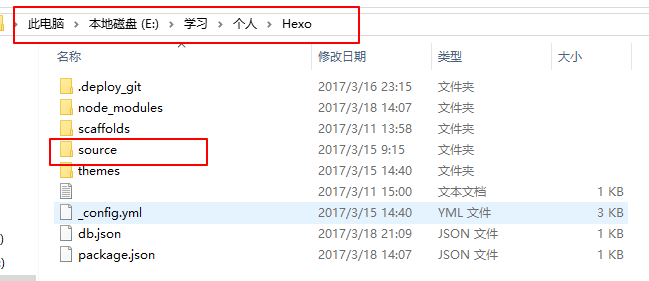 此电脑 > 本地磁盘 (E:) > 学习 > 个人 > Hexo
名称 修改日期 类型 大小
.deploy_git 2017/3/16 23:15 文件夹
node_modules 2017/3/18 14:07 文件夹
scaffolds 2017/3/11 13:58 文件夹
source 2017/3/15 9:15 文件夹
themes 2017/3/15 14:40 文件夹
2017/3/11 15:00 文本文档 1 KB
_config.yml 2017/3/15 14:40 YML 文件 3 KB
db.json 2017/3/18 21:09 JSON 文件 1 KB
package.json 2017/3/18 14:07 JSON 文件 1 KB